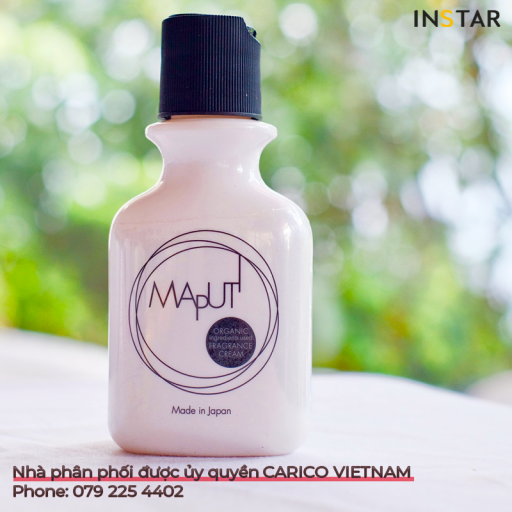 INSTAR
MAPUTI
ORGANIC
ingredients used
FRAGRANCE
CREAM
Made in Japan
Nhà phân phối được ủy quyền CARICO VIETNAM
Phone: 079 225 4402